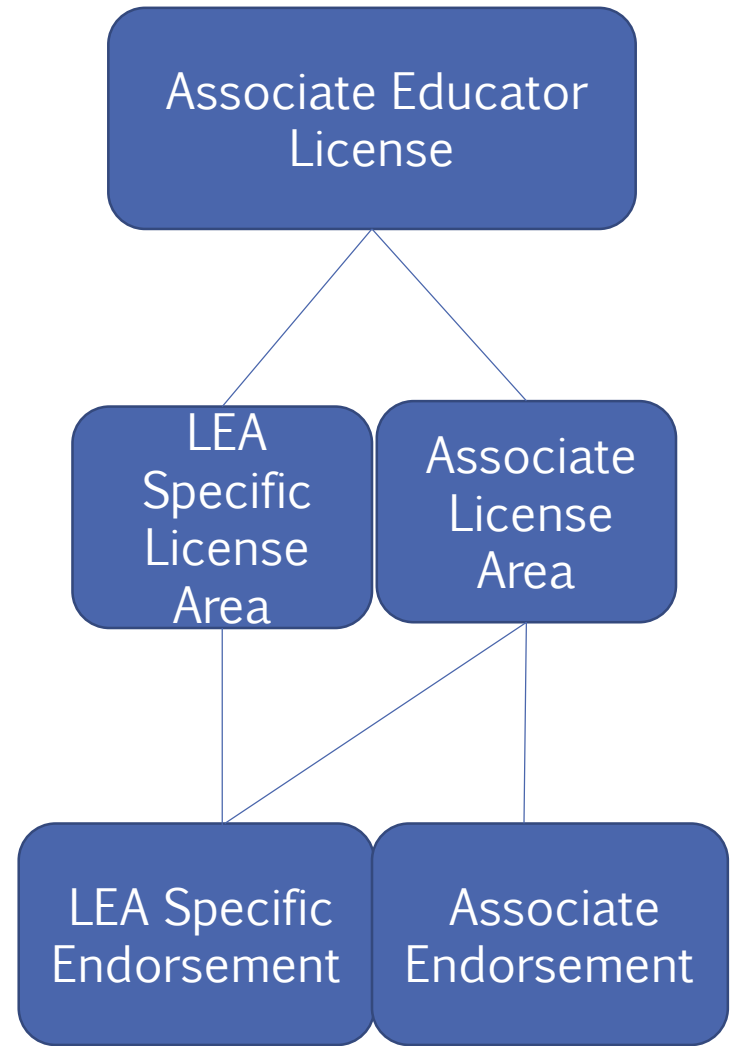 Associate Educator
License
LEA
Specific
License
Area
Associate
License
Area
LEA Specific
Endorsement
Associate
Endorsement